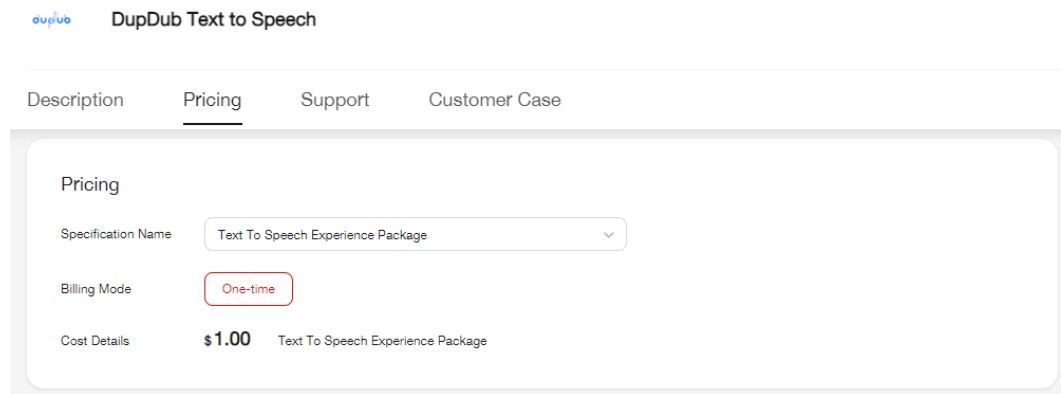 dupdub DupDub Text to Speech
Description Pricing Support Customer Case
Pricing
Specification Name Text To Speech Experience Package
Billing Mode One-time
Cost Details $1.00 Text To Speech Experience Package